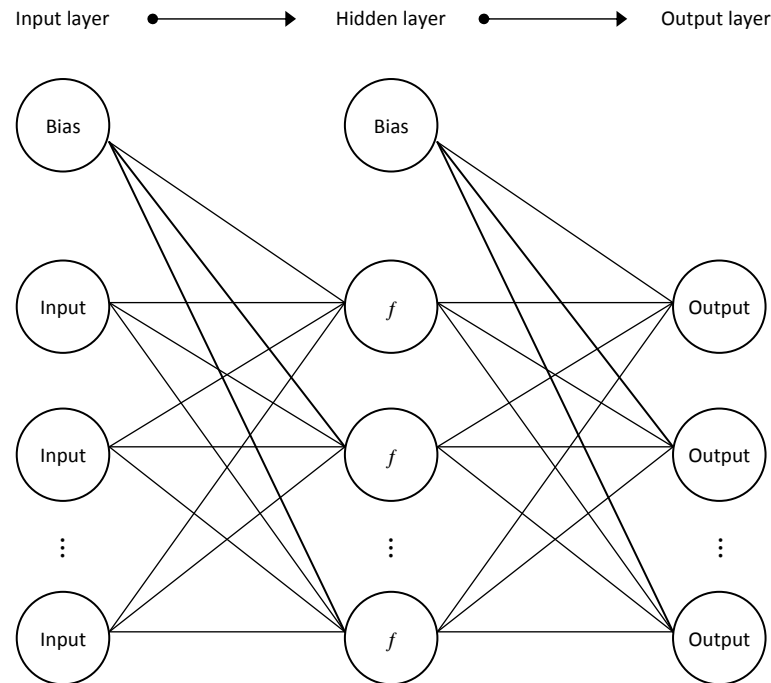 Input layer Hidden layer Output layer
Bias Bias
Input f Output
Input f Output
⋮ ⋮ ⋮
Input f Output